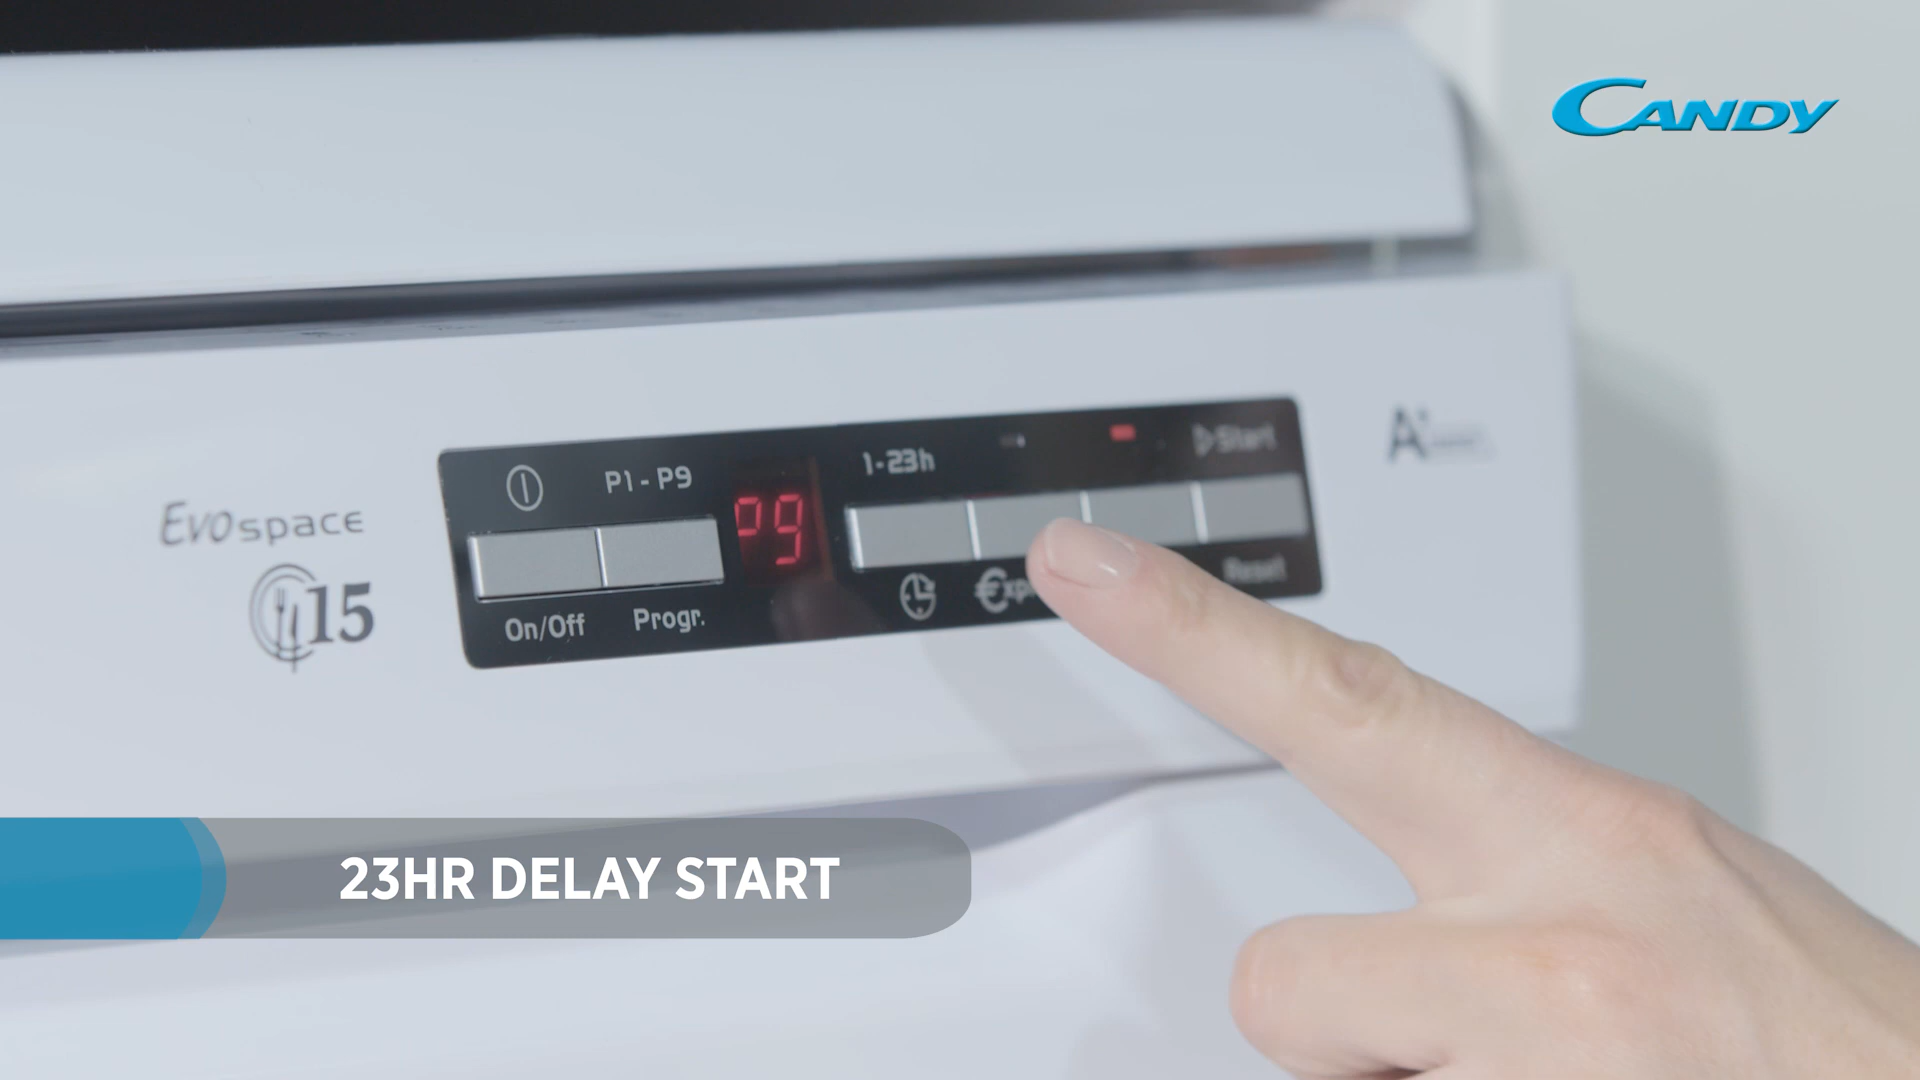 CANDY
1-23h
Start
P1-P9
P9
Evospace
15
On/Off
Progr.
Reset
23HR DELAY START